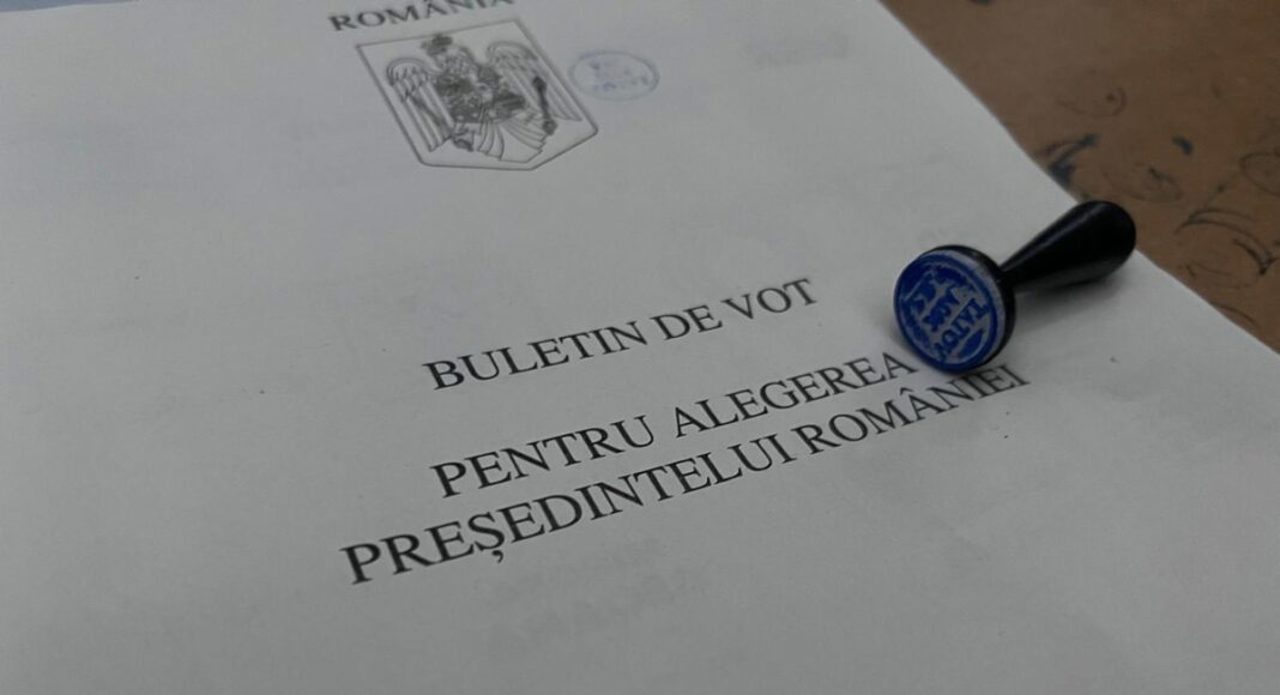 ROMÂNIA
BULETIN DE VOT
PENTRU ALEGEREA
PREȘEDINTELUI ROMÂNIEI